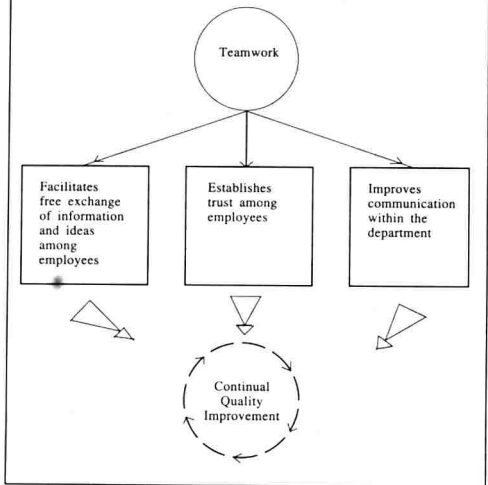 Teamwork
Facilitates
free exchange
of information
and ideas
among
employees
Establishes
trust among
employees
Improves
communication
within the
department
Continual
Quality
Improvement